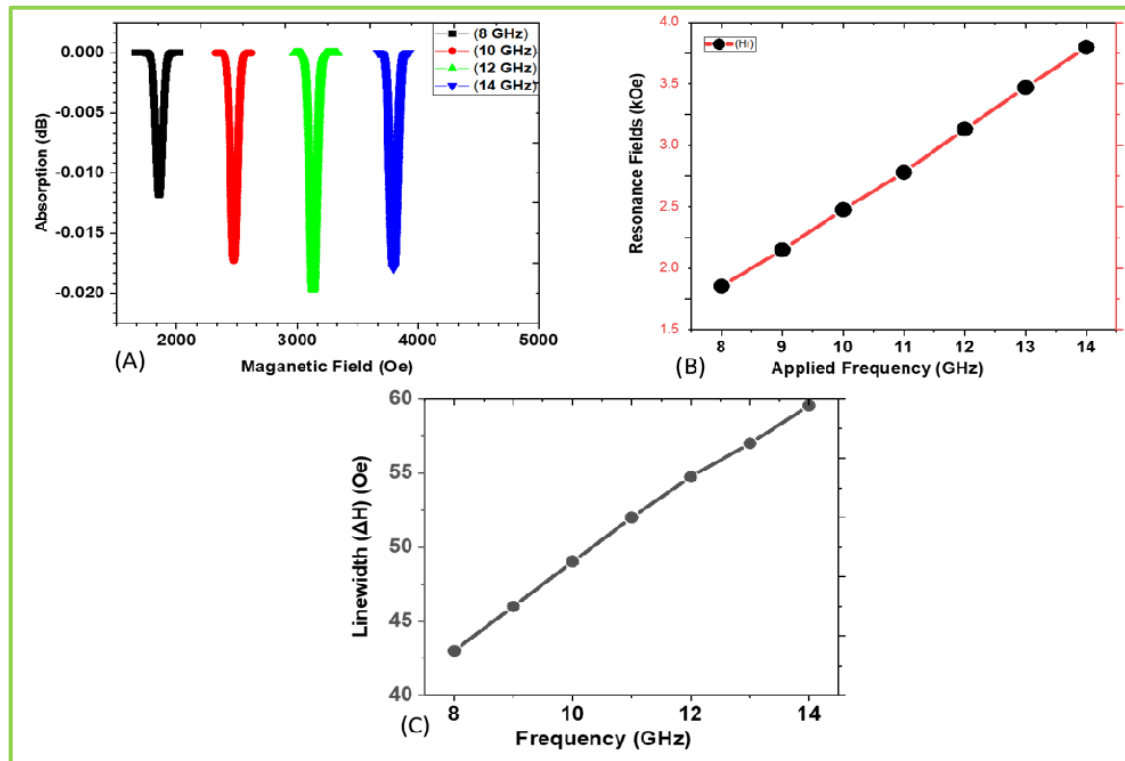 (8 GHz)
(10 GHz)
(12 GHz)
(14 GHz)
0.000
-0.005
-0.010
-0.015
-0.020
Absorption (dB)
2000 3000 4000 5000
Maganetic Field (Oe)
(A)
(Hr)
4.0
3.5
3.0
2.5
2.0
1.5
Resonance Fields (kOe)
8 9 10 11 12 13 14
Applied Frequency (GHz)
(B)
60
55
50
45
40
Linewidth (ΔH) (Oe)
8 10 12 14
Frequency (GHz)
(C)